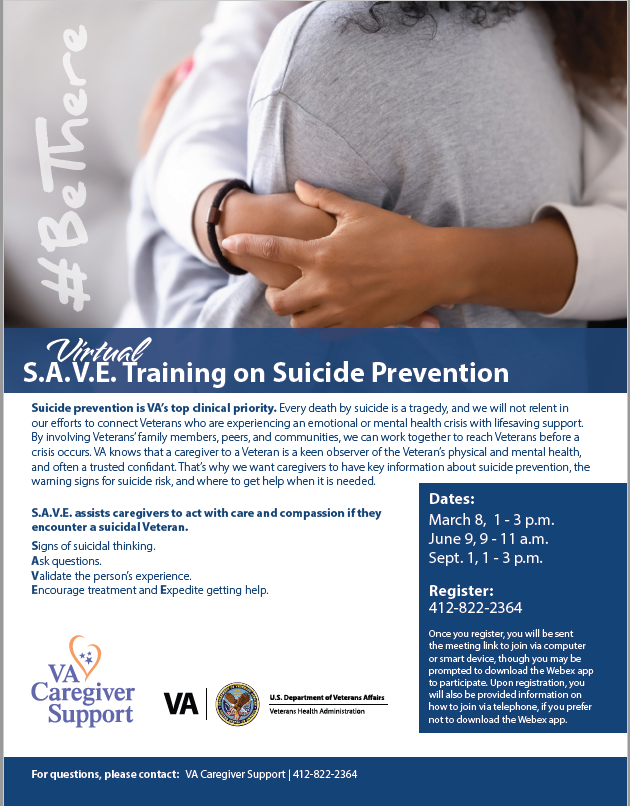 #BeThere
Virtual
S.A.V.E. Training on Suicide Prevention
Suicide prevention is VA's top clinical priority. Every death by suicide is a tragedy, and we will not relent in
our efforts to connect Veterans who are experiencing an emotional or mental health crisis with lifesaving support.
By involving Veterans' family members, peers, and communities, we can work together to reach Veterans before a
crisis occurs. VA knows that a caregiver to a Veteran is a keen observer of the Veteran's physical and mental health,
and often a trusted confidant. That's why we want caregivers to have key information about suicide prevention, the
warning signs for suicide risk, and where to get help when it is needed.
S.A.V.E. assists caregivers to act with care and compassion if they
encounter a suicidal Veteran.
Signs of suicidal thinking.
Ask questions.
Validate the person's experience.
Encourage treatment and Expedite getting help.
Dates:
March 8, 1 - 3 p.m.
June 9, 9 - 11 a.m.
Sept. 1, 1 - 3 p.m.
Register:
412-822-2364
Once you register, you will be sent
the meeting link to join via computer
or smart device, though you may be
prompted to download the Webex app
to participate. Upon registration, you
will also be provided information on
how to join via telephone, if you prefer
not to download the Webex app.
VA
Caregiver
Support
VA
U.S. Department of Veterans Affairs
Veterans Health Administration
For questions, please contact: VA Caregiver Support | 412-822-2364